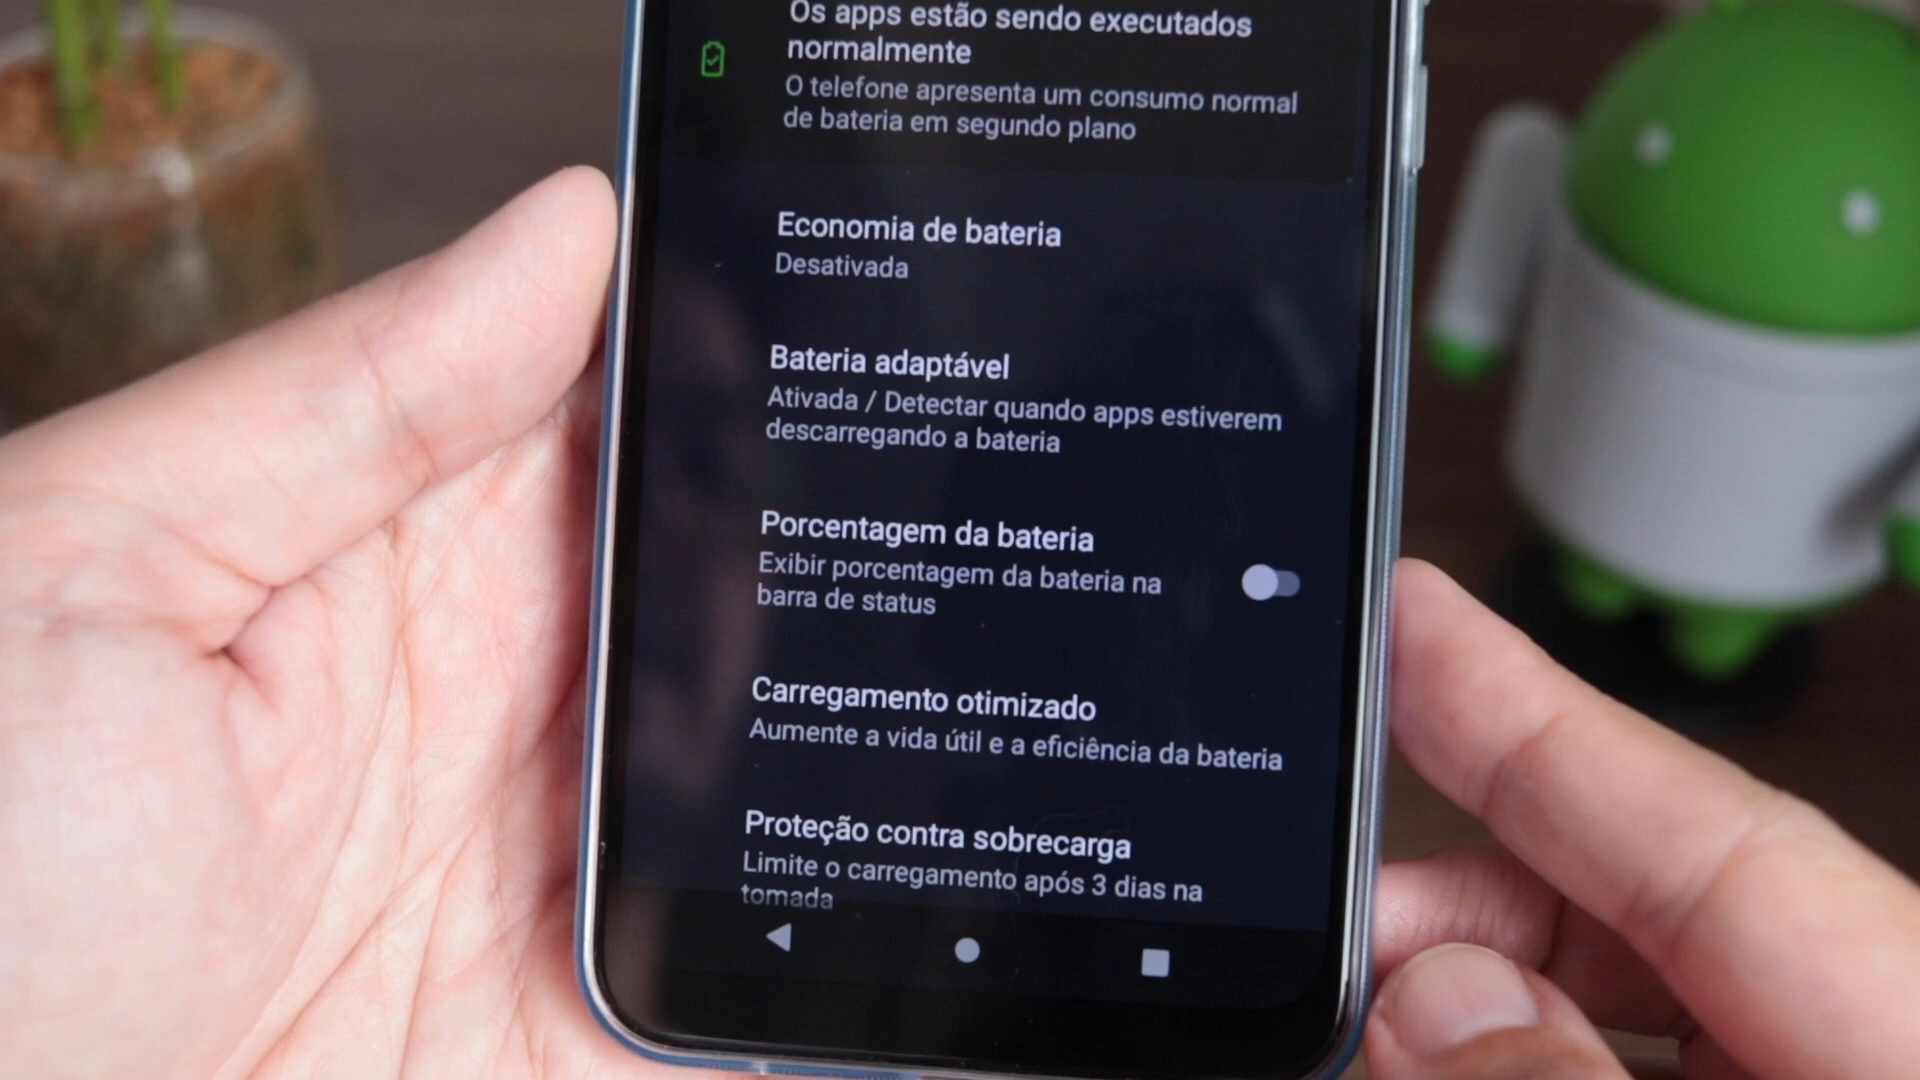 Os apps estão sendo executados
normalmente
O telefone apresenta um consumo normal
de bateria em segundo plano
Economia de bateria
Desativada
Bateria adaptável
Ativada / Detectar quando apps estiverem
descarregando a bateria
Porcentagem da bateria
Exibir porcentagem da bateria na
barra de status
Carregamento otimizado
Aumente a vida útil e a eficiência da bateria
Proteção contra sobrecarga
Limite o carregamento após 3 dias na
tomada